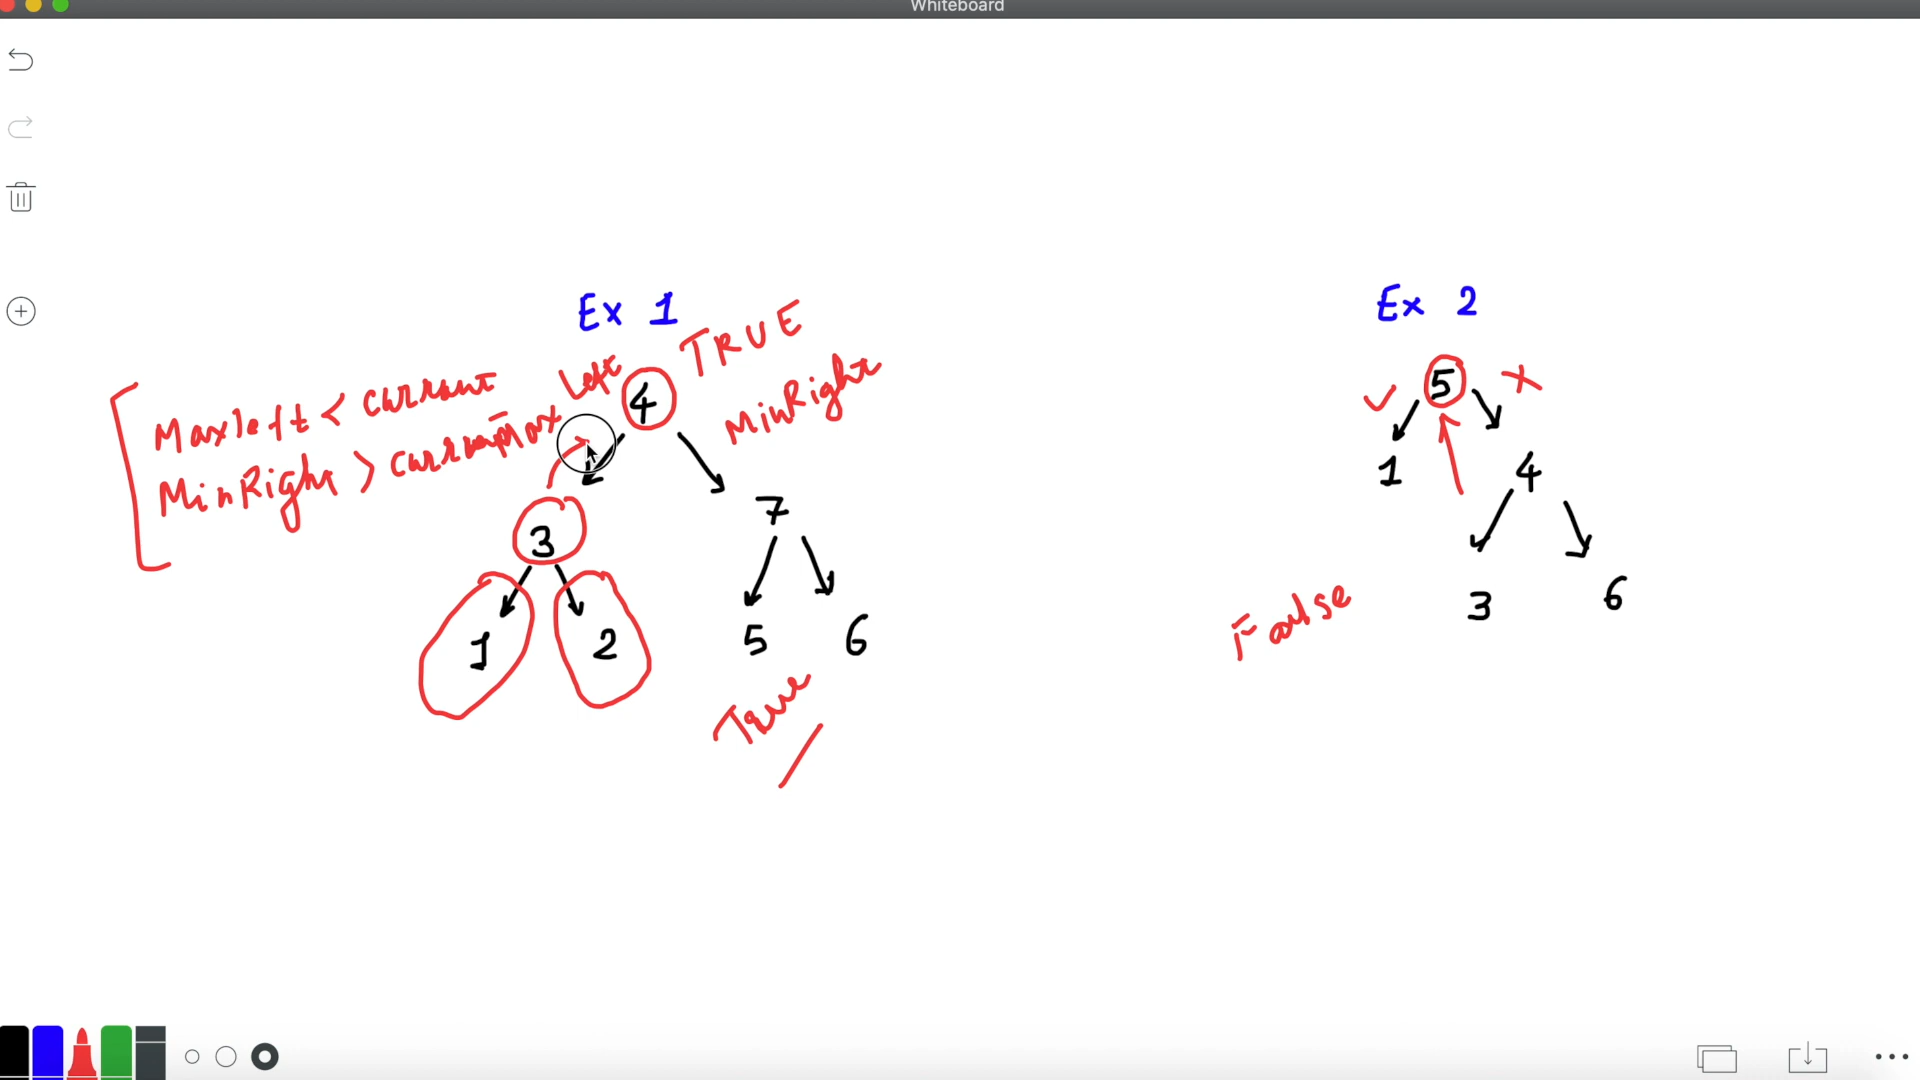 Whiteboard
Ex 1
TRUE
Left
4
MinRight
Maxleft < current
MinRight > current
Max
3
7
1 2 5 6
True
Ex 2
5
1 4
3 6
False